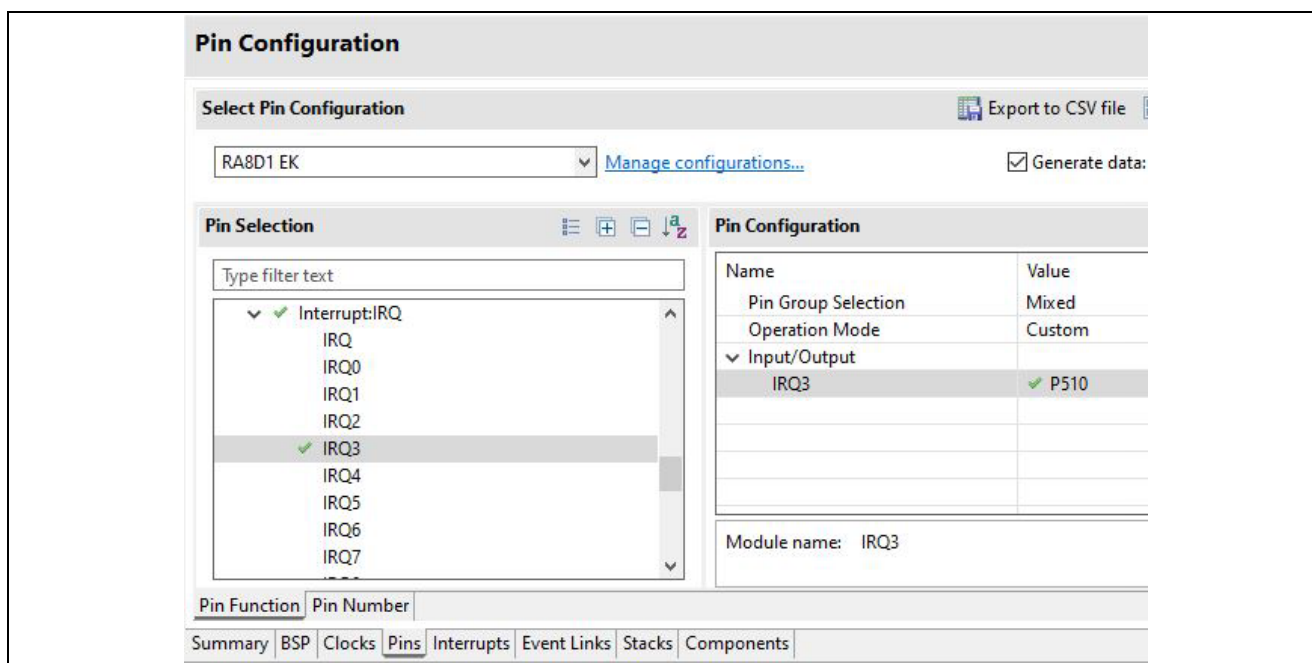 Pin Configuration
Select Pin Configuration
Export to CSV file
RA8D1 EK
Manage configurations...
Generate data:
Pin Selection
Type filter text
Interrupt:IRQ
IRQ
IRQ0
IRQ1
IRQ2
IRQ3
IRQ4
IRQ5
IRQ6
IRQ7
Pin Configuration
Name Value
Pin Group Selection Mixed
Operation Mode Custom
Input/Output
IRQ3 P510
Module name: IRQ3
Pin Function Pin Number
Summary BSP Clocks Pins Interrupts Event Links Stacks Components